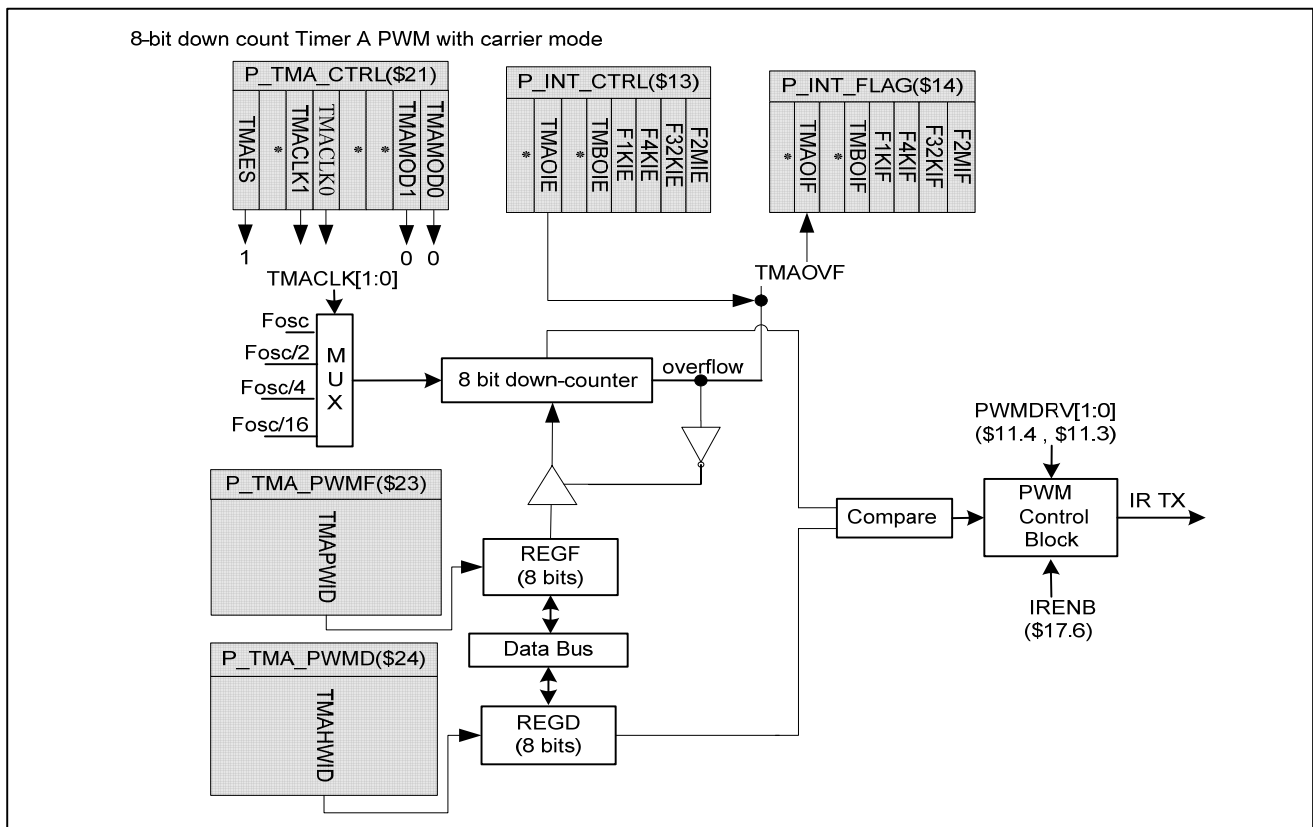 8-bit down count Timer A PWM with carrier mode
P_TMA_CTRL($21)
TMAES
*
TMACLK1
TMACLK0
*
*
TMAMOD1
TMAMOD0
1
0
0
P_INT_CTRL($13)
*
TMAOIE
*
TMBOIE
F1KIE
F4KIE
F32KIE
F2MIE
P_INT_FLAG($14)
*
TMAOIF
*
TMBOIF
F1KIF
F4KIF
F32KIF
F2MIF
TMAOVF
TMACLK[1:0]
Fosc
Fosc/2
Fosc/4
Fosc/16
MUX
8 bit down-counter
overflow
P_TMA_PWMF($23)
TMAPWID
REGF
(8 bits)
Data Bus
P_TMA_PWMD($24)
TMAHWID
REGD
(8 bits)
Compare
PWMDRV[1:0]
($11.4 , $11.3)
PWM
Control
Block
IR TX
IRENB
($17.6)